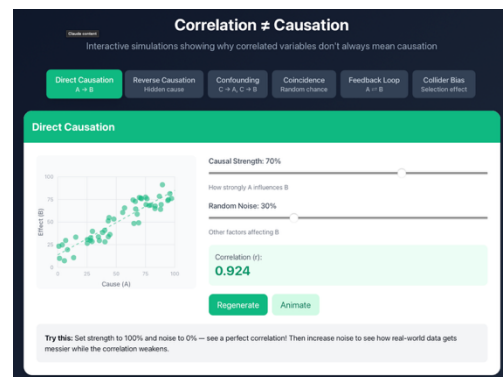 Correlation ≠ Causation
Claude content
Interactive simulations showing why correlated variables don't always mean causation
Direct Causation
A → B
Reverse Causation
Hidden cause
Confounding
C → A, C → B
Coincidence
Random chance
Feedback Loop
A ⇌ B
Collider Bias
Selection effect
Direct Causation
100
75
50
25
0
Effect (B)
0
25
50
75
100
Cause (A)
Causal Strength: 70%
How strongly A influences B
Random Noise: 30%
Other factors affecting B
Correlation (r):
0.924
Regenerate
Animate
Try this: Set strength to 100% and noise to 0% — see a perfect correlation! Then increase noise to see how real-world data gets
messier while the correlation weakens.